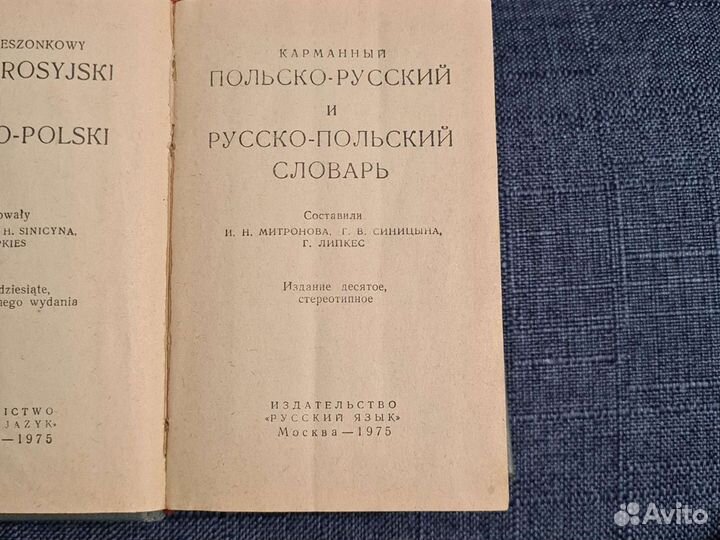 ESZONKOWY
ROSYJSKI
O-POLSKI
owały
H. SINICYNA,
PKIES
dziesiąte,
nego wydania
ICTWO
JAZYK»
—1975
КАРМАННЫЙ
ПОЛЬСКО-РУССКИЙ
И
РУССКО-ПОЛЬСКИЙ
СЛОВАРЬ
Составили
И. Н. МИТРОНОВА, Г. В. СИНИЦЫНА,
Г. ЛИПКЕС
Издание десятое,
стереотипное
ИЗДАТЕЛЬСТВО
«РУССКИЙ ЯЗЫК»
Москва—1975
Avito